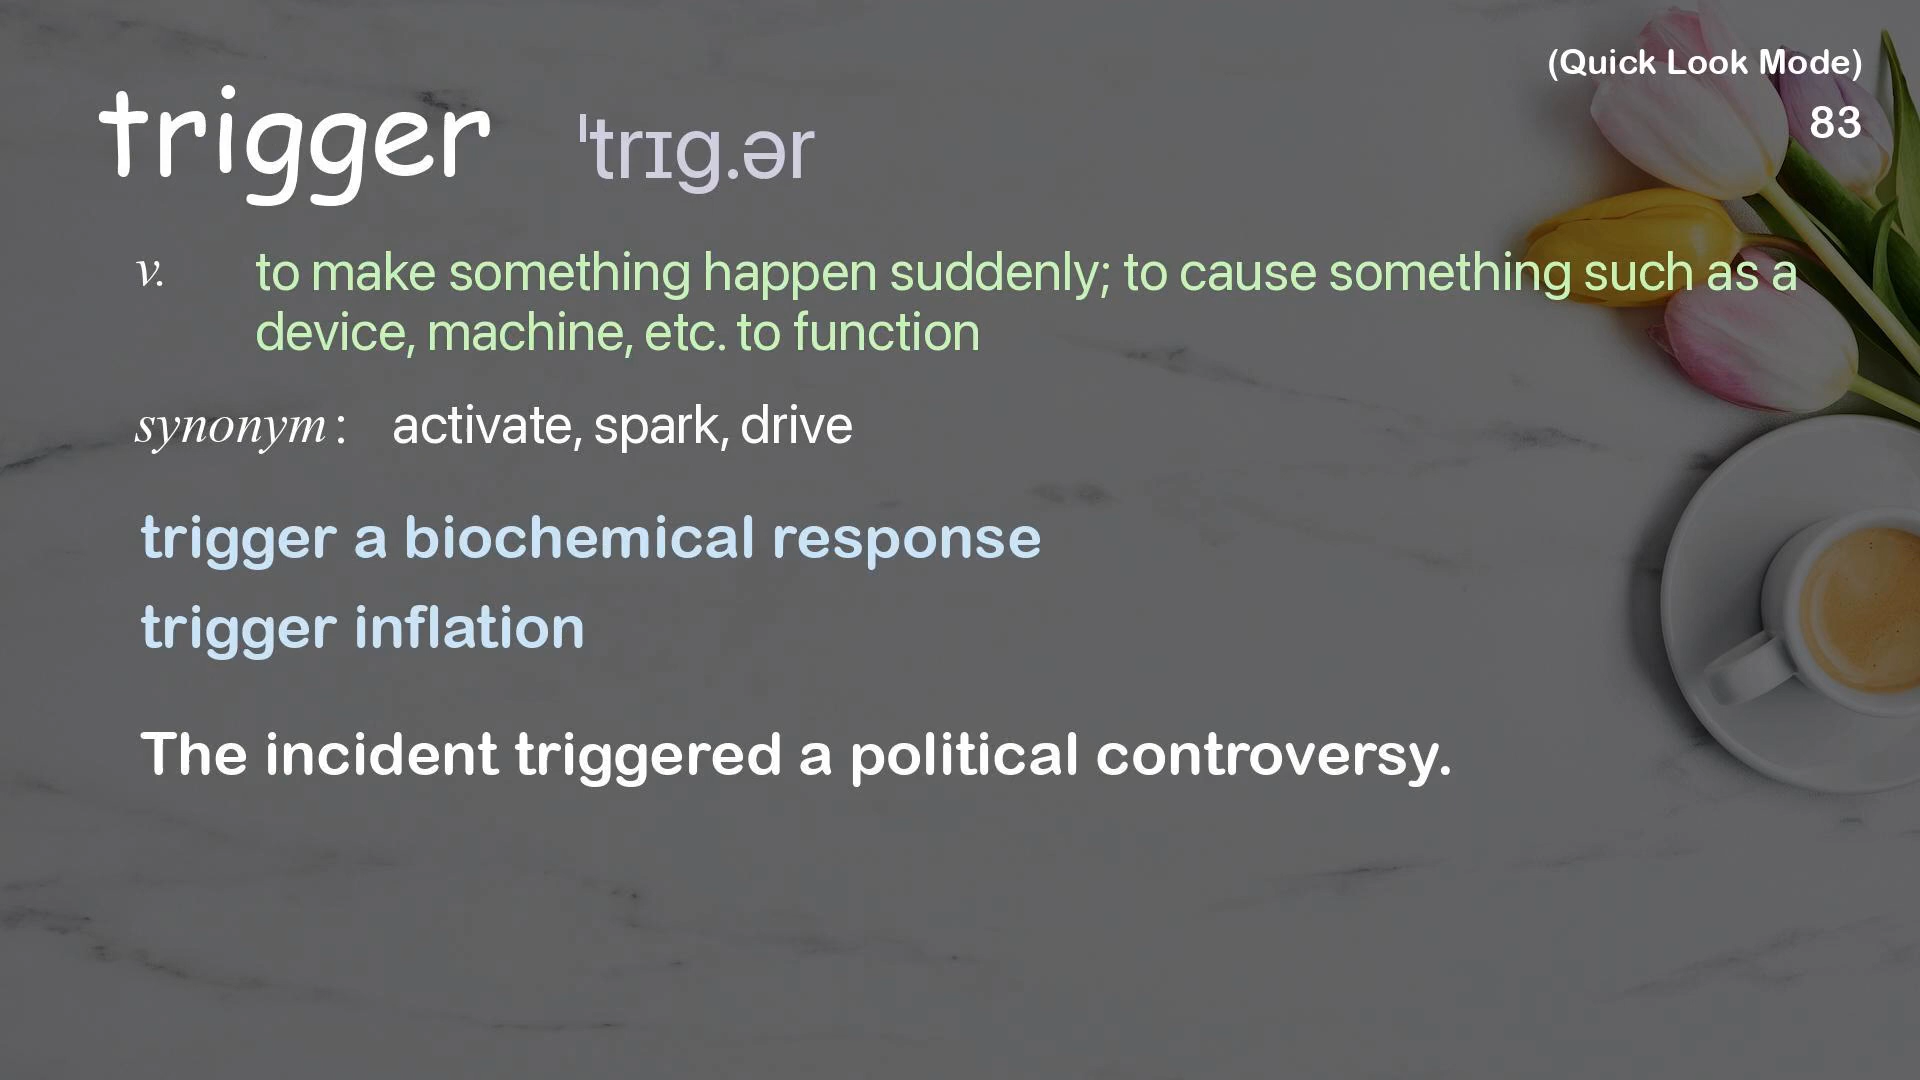 (Quick Look Mode)
83
trigger ˈtrɪg.ər
v. to make something happen suddenly; to cause something such as a
device, machine, etc. to function
synonym : activate, spark, drive
trigger a biochemical response
trigger inflation
The incident triggered a political controversy.